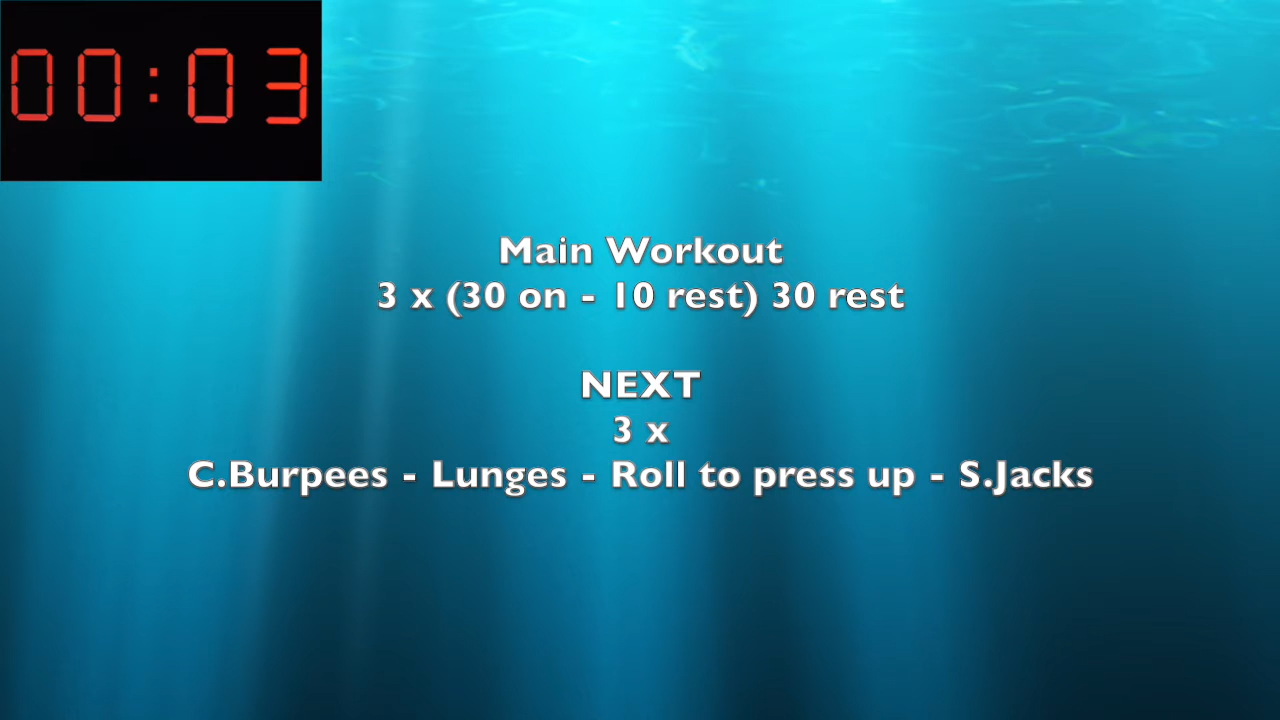 00:03
Main Workout
3 x (30 on - 10 rest) 30 rest
NEXT
3 x
C.Burpees - Lunges - Roll to press up - S.Jacks